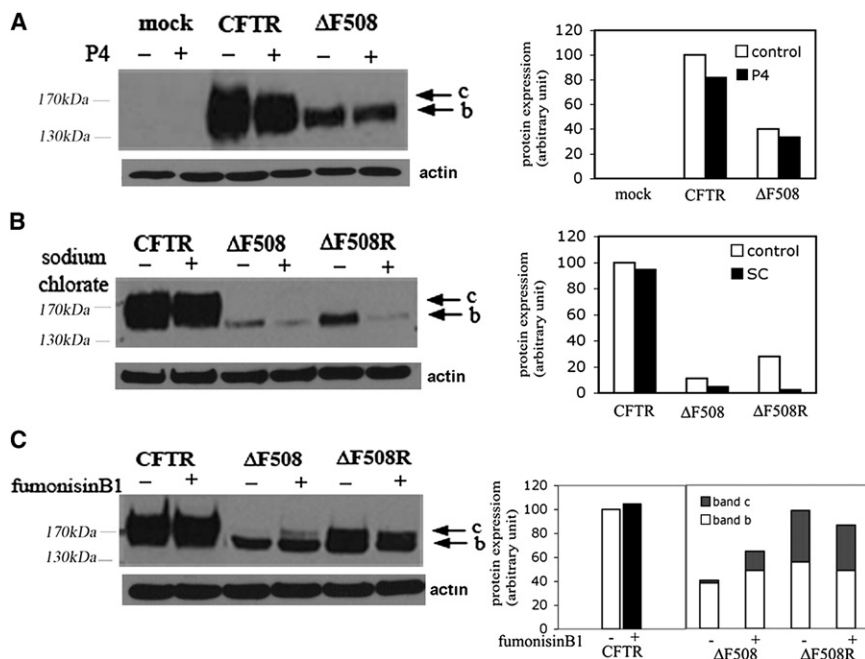 A
mock CFTR ΔF508
P4 – + – + – +
170kDa
130kDa
c
b
actin
protein expressiom
(arbitrary unit)
120
100
80
60
40
20
0
control
P4
mock CFTR ΔF508
B
CFTR ΔF508 ΔF508R
sodium
chlorate
– + – + – +
170kDa
130kDa
c
b
actin
protein expressiom
(arbitrary unit)
120
100
80
60
40
20
0
control
SC
CFTR ΔF508 ΔF508R
C
CFTR ΔF508 ΔF508R
fumonisinB1 – + – + – +
170kDa
130kDa
c
b
actin
protein expressiom
(arbitrary unit)
120
100
80
60
40
20
0
band c
band b
fumonisinB1 - + - + - +
CFTR ΔF508 ΔF508R